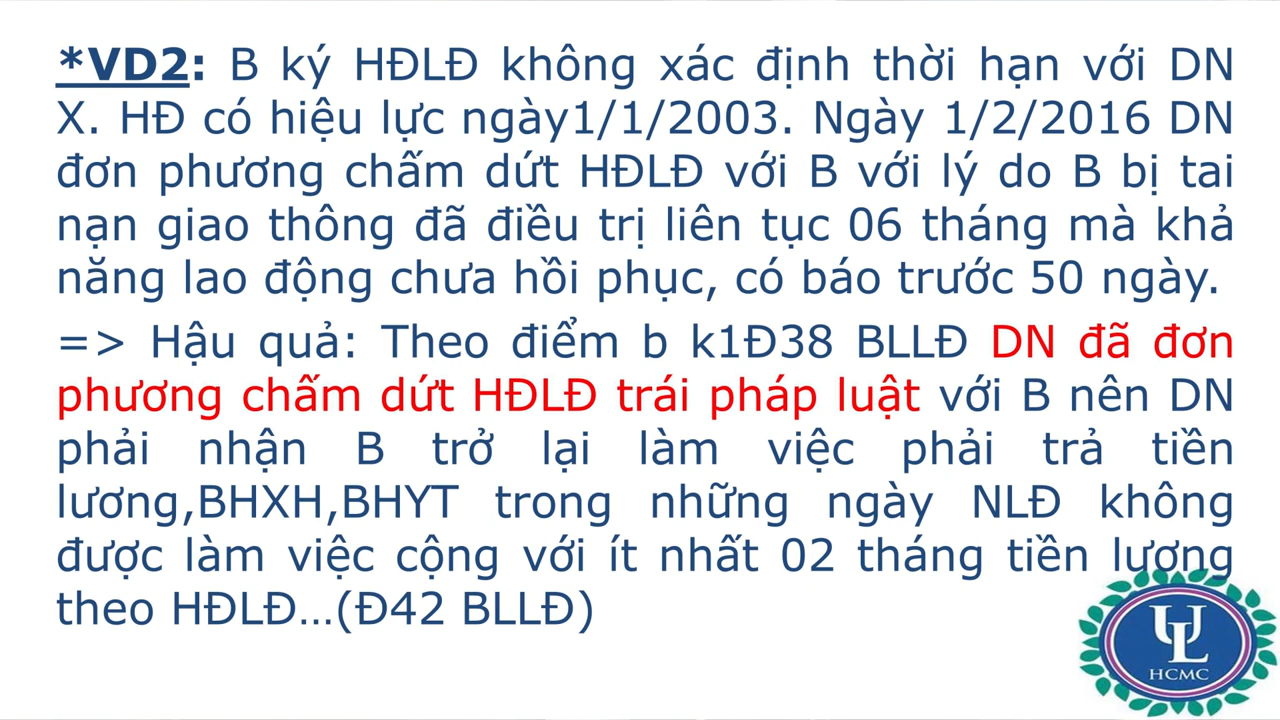 *VD2: B ký HĐLĐ không xác định thời hạn với DN
X. HĐ có hiệu lực ngày1/1/2003. Ngày 1/2/2016 DN
đơn phương chấm dứt HĐLĐ với B với lý do B bị tai
nạn giao thông đã điều trị liên tục 06 tháng mà khả
năng lao động chưa hồi phục, có báo trước 50 ngày.
=> Hậu quả: Theo điểm b k1Đ38 BLLĐ DN đã đơn
phương chấm dứt HĐLĐ trái pháp luật với B nên DN
phải nhận B trở lại làm việc phải trả tiền
lương,BHXH,BHYT trong những ngày NLĐ không
được làm việc cộng với ít nhất 02 tháng tiền lương
theo HĐLĐ...(Đ42 BLLĐ)
UL
HCMC